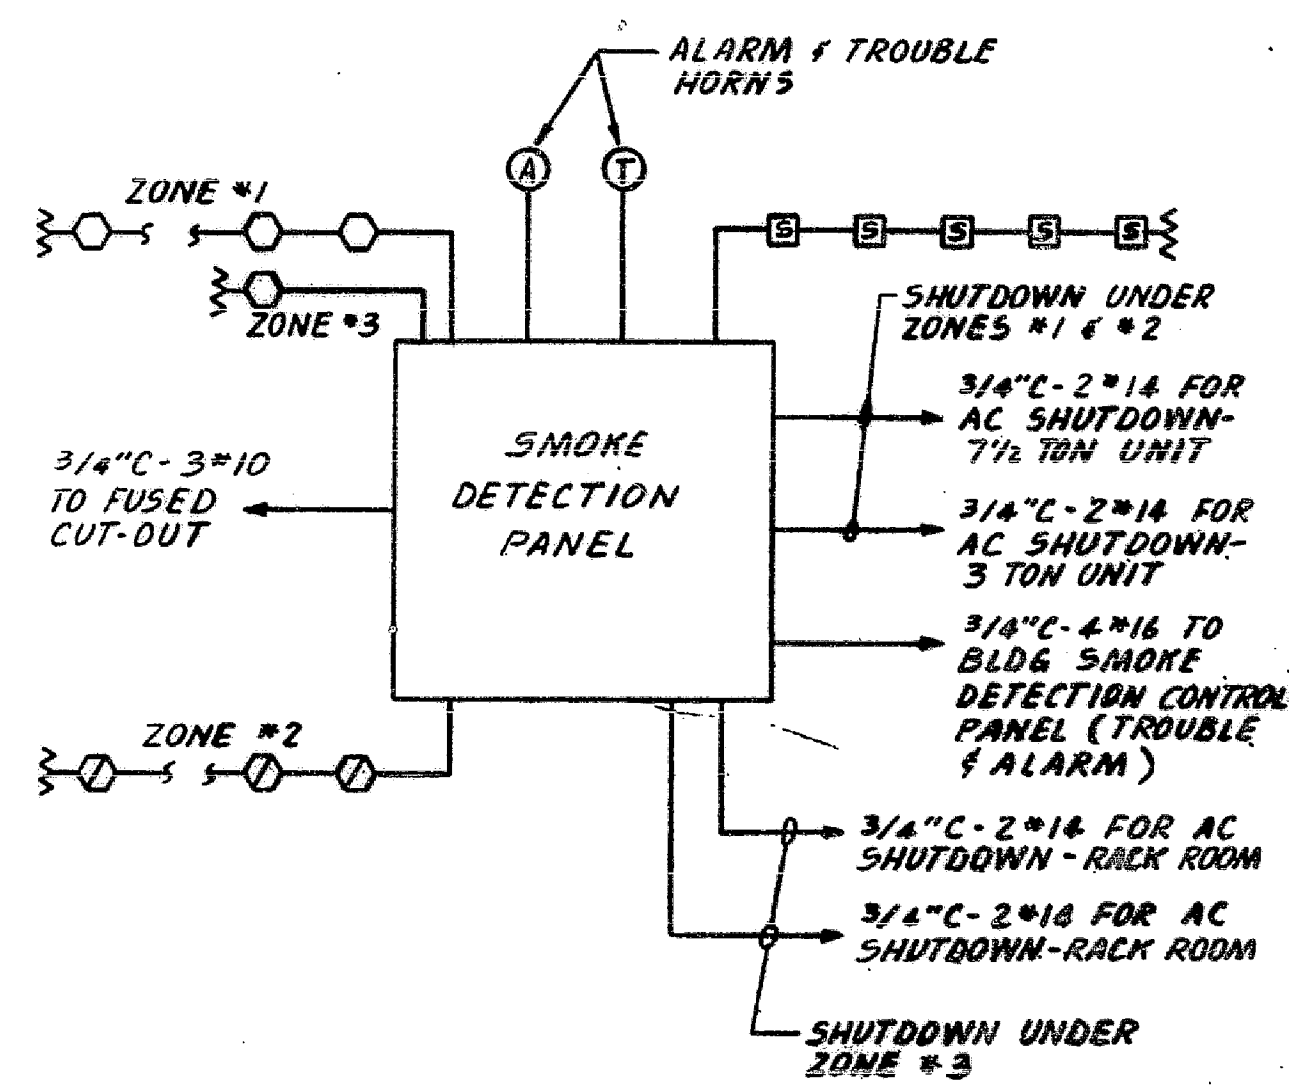 ALARM & TROUBLE
HORNS
A
T
ZONE #1
S S S S S
ZONE #3
SHUTDOWN UNDER
ZONES #1 & #2
3/4"C-2#14 FOR
AC SHUTDOWN-
7 1/2 TON UNIT
SMOKE
DETECTION
PANEL
3/4"C-3#10
TO FUSED
CUT-OUT
3/4"C-2#14 FOR
AC SHUTDOWN-
3 TON UNIT
3/4"C-4#16 TO
BLDG SMOKE
DETECTION CONTROL
PANEL (TROUBLE
& ALARM)
ZONE #2
3/4"C-2#14 FOR AC
SHUTDOWN-RACK ROOM
3/4"C-2#14 FOR AC
SHUTDOWN-RACK ROOM
SHUTDOWN UNDER
ZONE #3